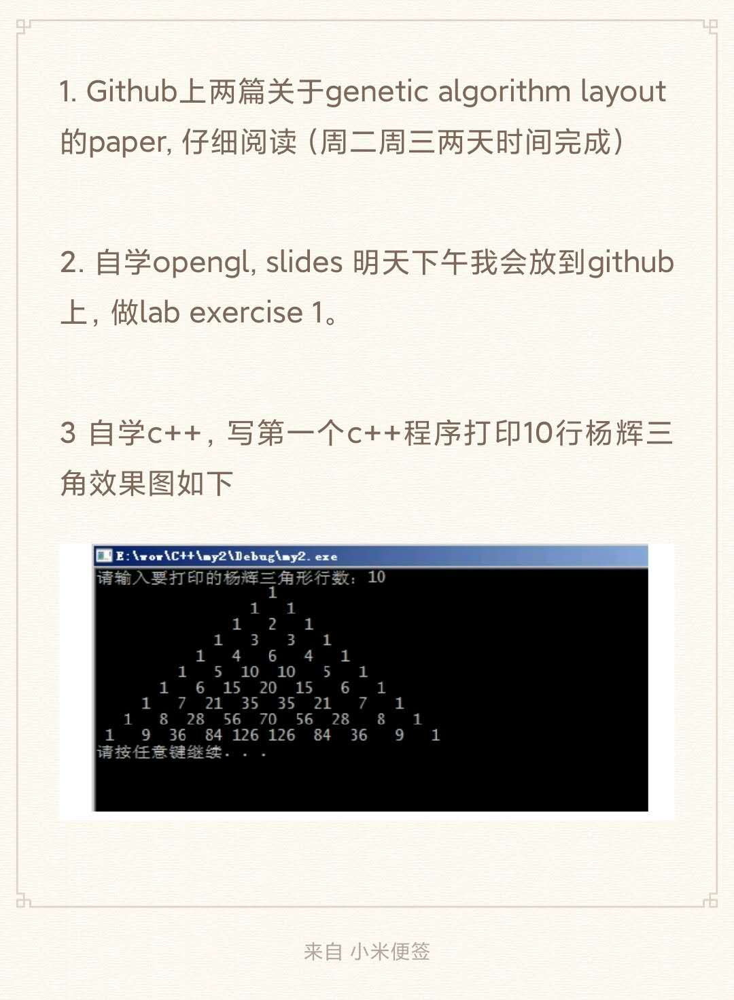 1. Github上两篇关于genetic algorithm layout
的paper, 仔细阅读（周二周三两天时间完成）
2. 自学opengl, slides 明天下午我会放到github
上，做lab exercise 1。
3 自学c++，写第一个c++程序打印10行杨辉三
角效果图如下
E:\wow\C++\my2\Debug\my2.exe
请输入要打印的杨辉三角形行数：10
1
1 1
1 2 1
1 3 3 1
1 4 6 4 1
1 5 10 10 5 1
1 6 15 20 15 6 1
1 7 21 35 35 21 7 1
1 8 28 56 70 56 28 8 1
1 9 36 84 126 126 84 36 9 1
请按任意键继续. . .
来自 小米便签